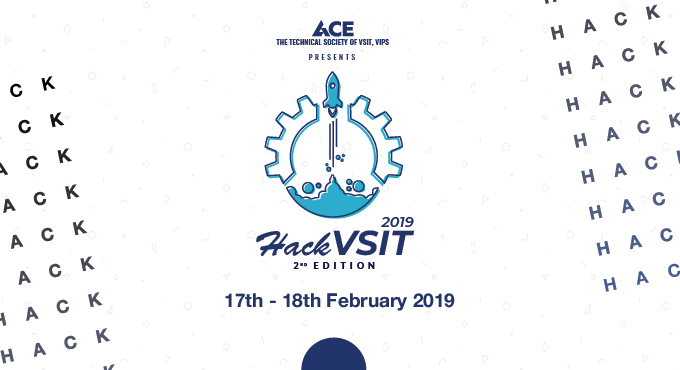 ACE
THE TECHNICAL SOCIETY OF VSIT, VIPS
PRESENTS
2019
HackVSIT
2ND EDITION
17th - 18th February 2019
C K
C K
A C K
A C K
A C K
A C K
H A C K
H A C K
H A C K
H A C K
H A C K
H A C K
H A C
H A C
H A C
H A C